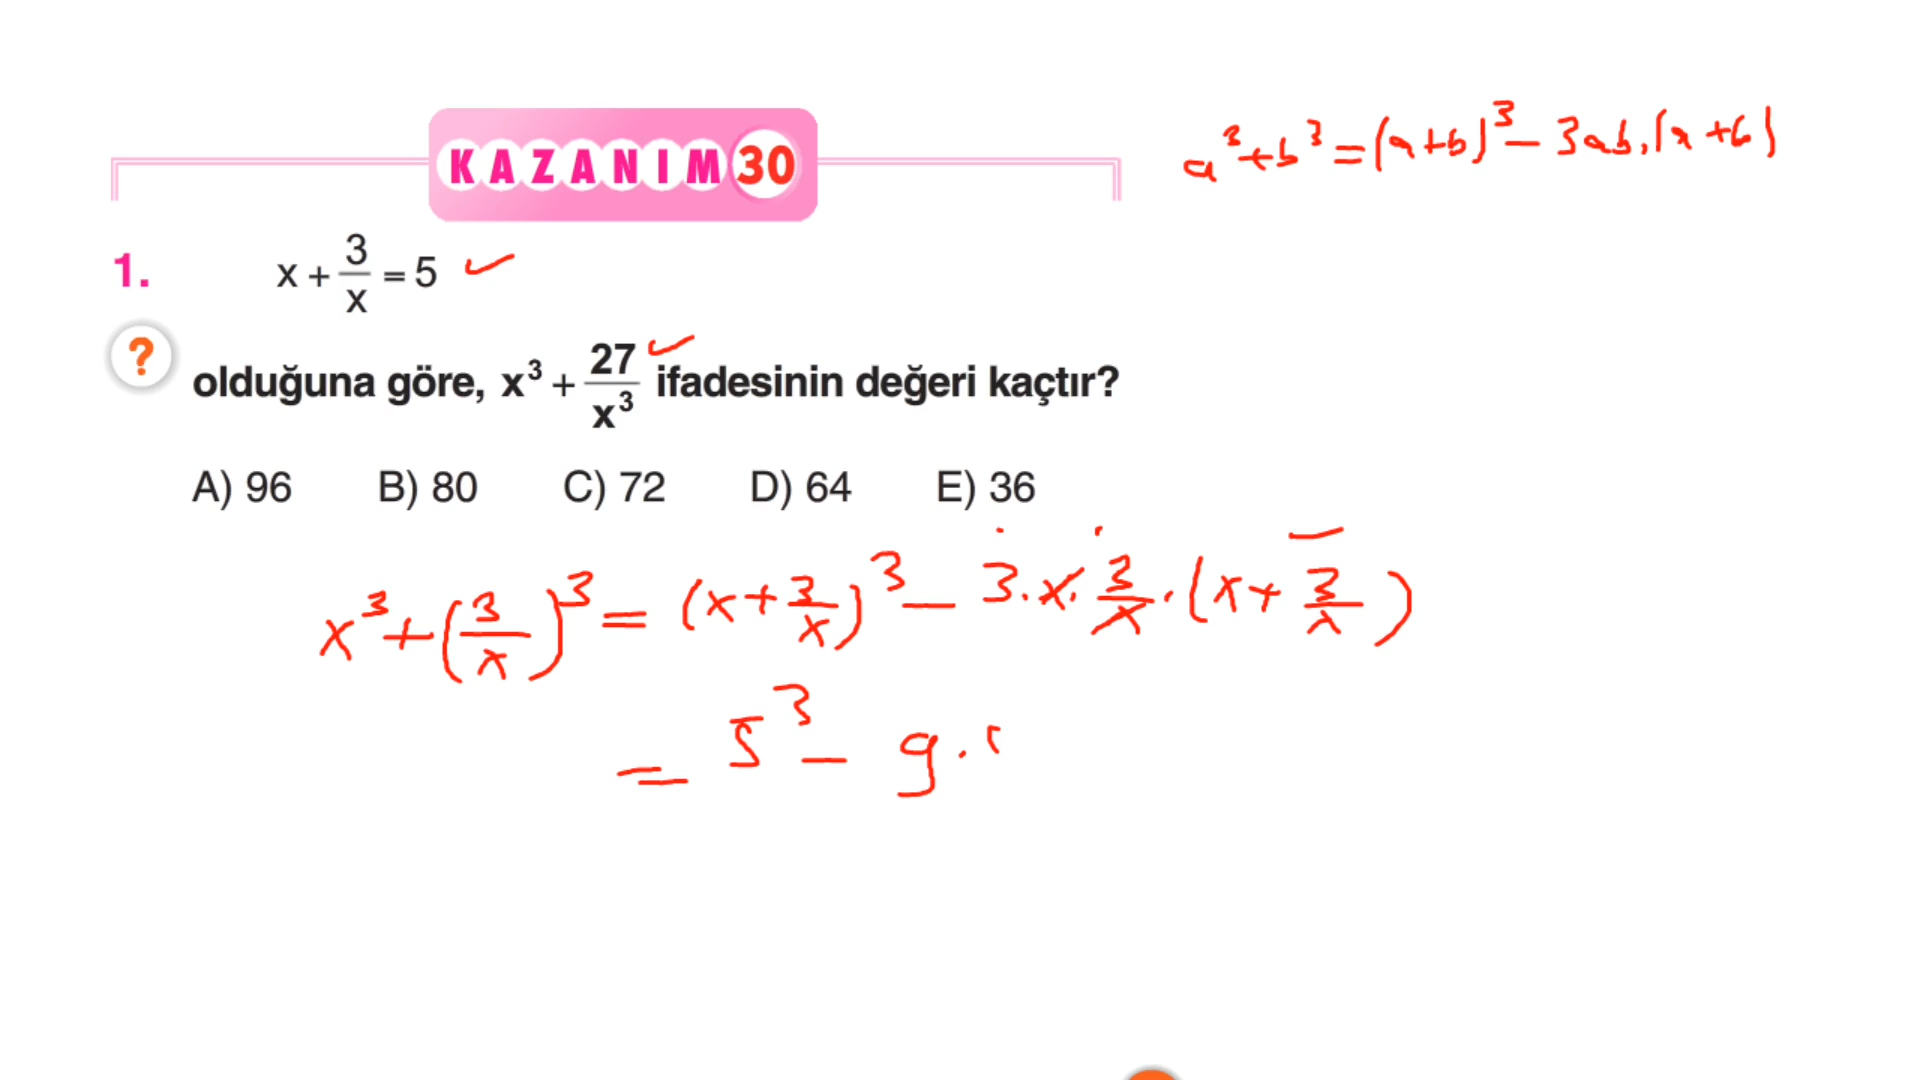 KAZANIM 30
a³+b³=(a+b)³-3ab.(a+b)
1. x + 3/x = 5 ✓
?
olduğuna göre, x³ + 27/x³ ✓ ifadesinin değeri kaçtır?
A) 96 B) 80 C) 72 D) 64 E) 36
x³+(3/x)³=(x+3/x)³-3.x.3/x.(x+3/x)
= 5³- 9.